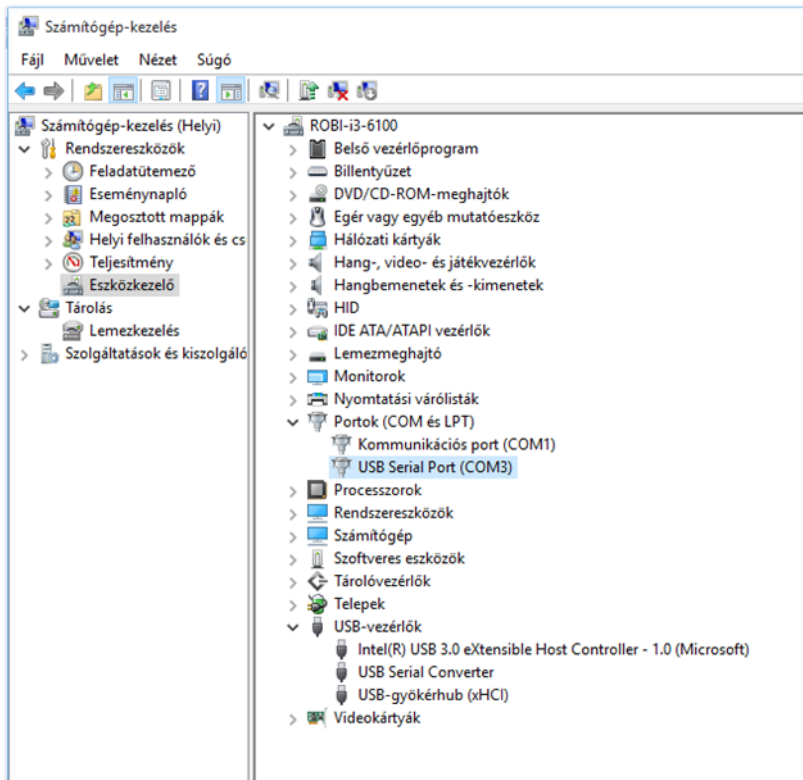 Számítógép-kezelés
Fájl Művelet Nézet Súgó
Számítógép-kezelés (Helyi)
Rendszereszközök
Feladatütemező
Eseménynapló
Megosztott mappák
Helyi felhasználók és cs
Teljesítmény
Eszközkezelő
Tárolás
Lemezkezelés
Szolgáltatások és kiszolgáló
ROBI-i3-6100
Belső vezérlőprogram
Billentyűzet
DVD/CD-ROM-meghajtók
Egér vagy egyéb mutatóeszköz
Hálózati kártyák
Hang-, video- és játékvezérlők
Hangbemenetek és -kimenetek
HID
IDE ATA/ATAPI vezérlők
Lemezmeghajtó
Monitorok
Nyomtatási várólisták
Portok (COM és LPT)
Kommunikációs port (COM1)
USB Serial Port (COM3)
Processzorok
Rendszereszközök
Számítógép
Szoftveres eszközök
Tárolóvezérlők
Telepek
USB-vezérlők
Intel(R) USB 3.0 eXtensible Host Controller - 1.0 (Microsoft)
USB Serial Converter
USB-gyökérhub (xHCI)
Videokártyák